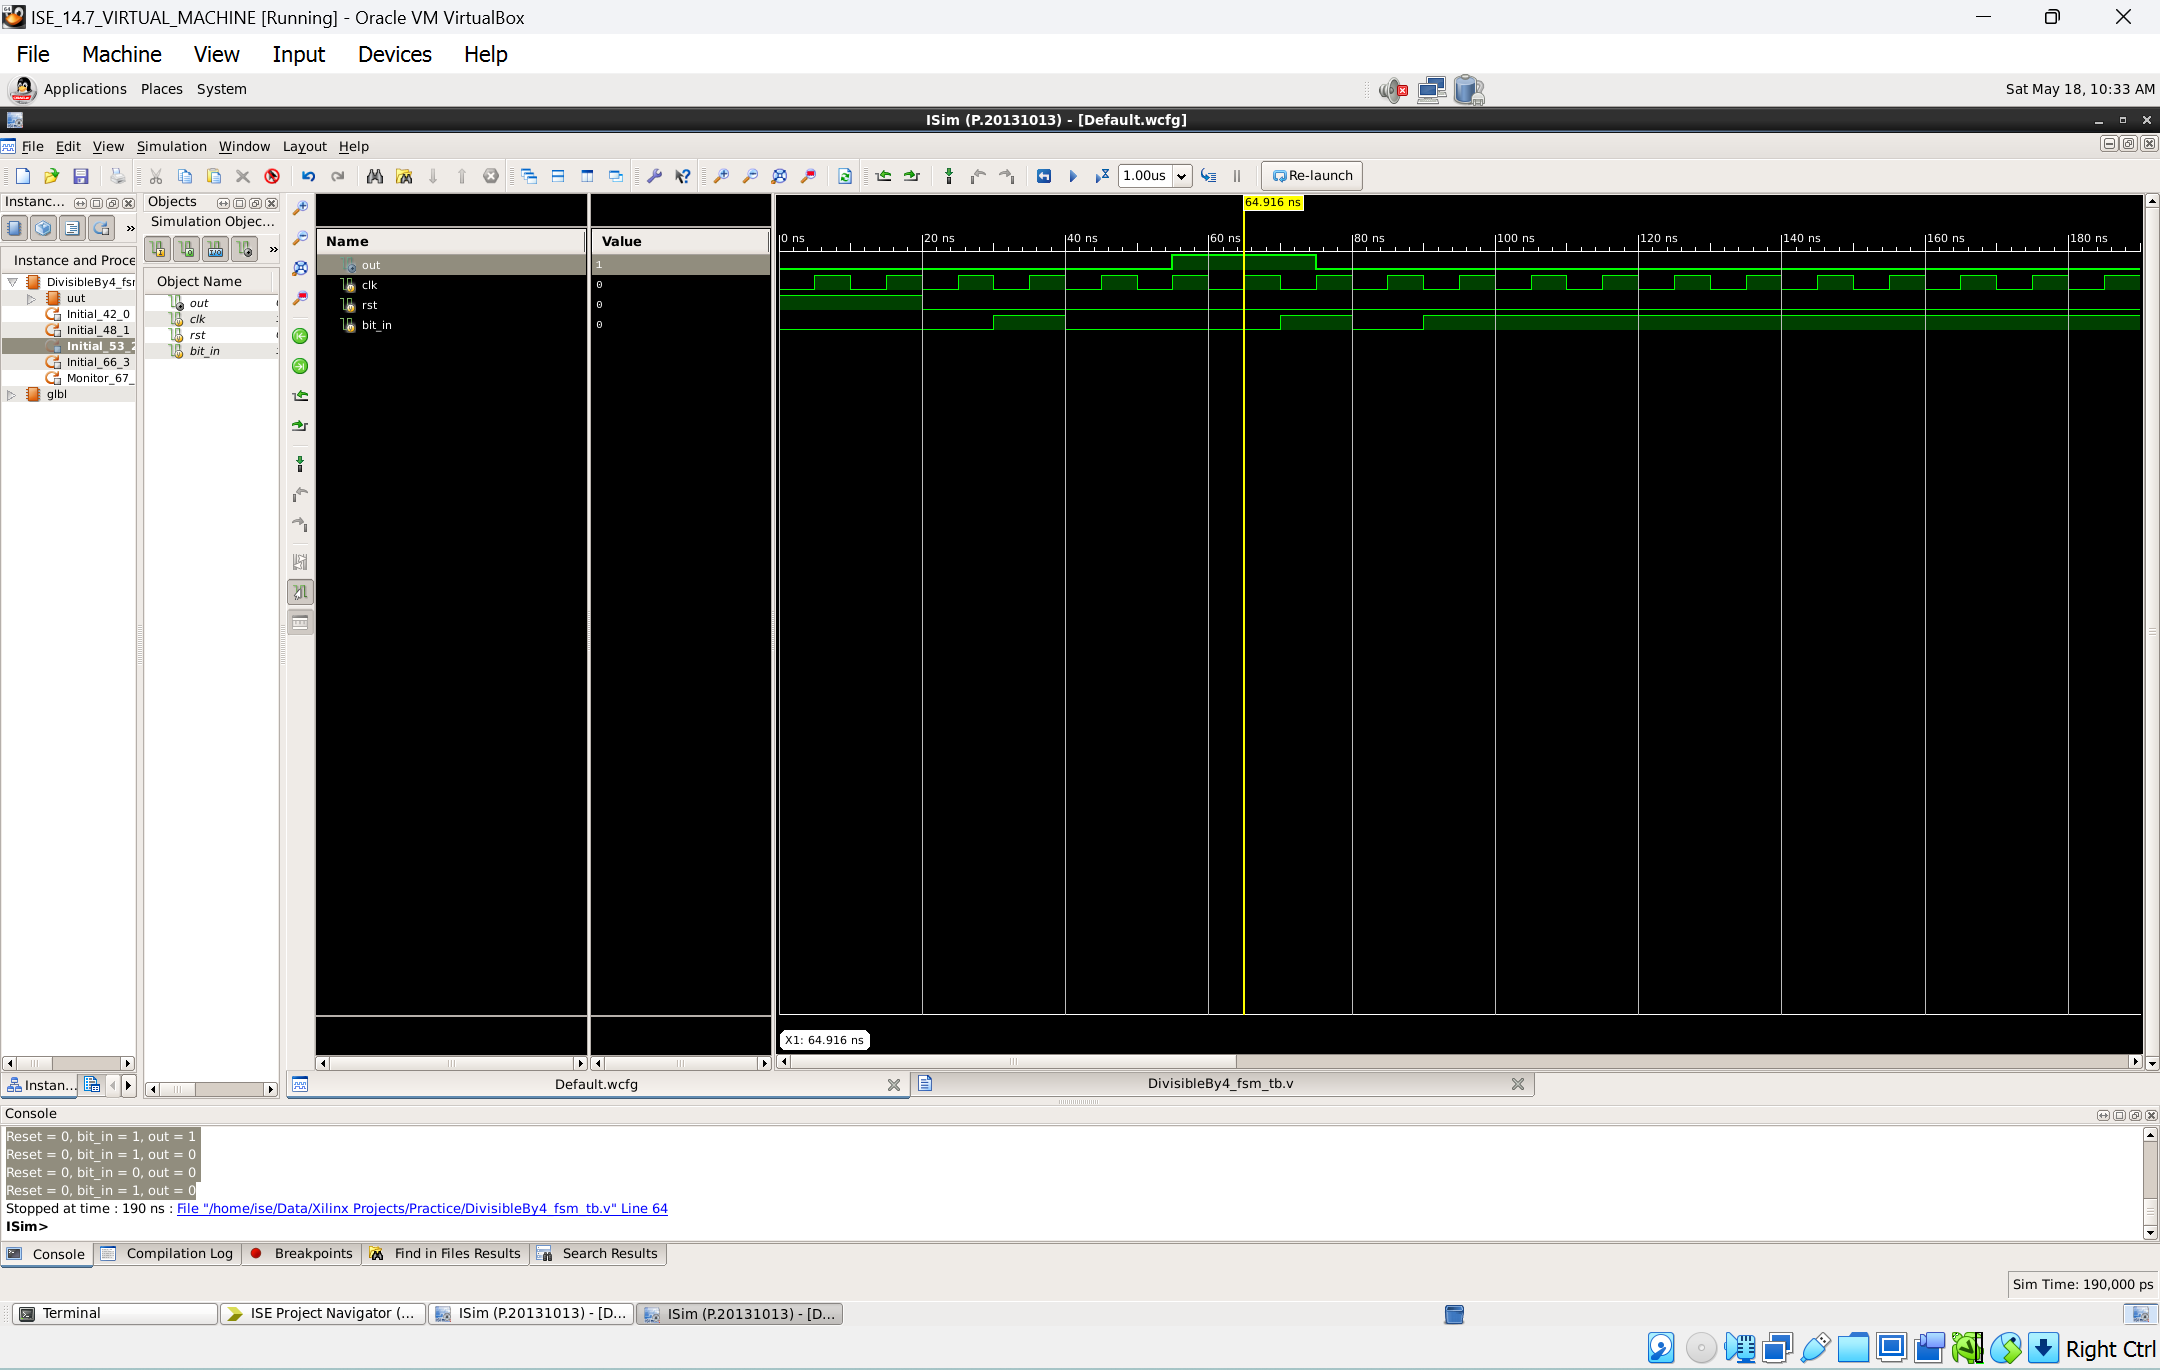 ISE_14.7_VIRTUAL_MACHINE [Running] - Oracle VM VirtualBox
File Machine View Input Devices Help
Applications Places System
Sat May 18, 10:33 AM
ISim (P.20131013) - [Default.wcfg]
File Edit View Simulation Window Layout Help
1.00us
Re-launch
Instanc...
Instance and Proce
DivisibleBy4_fsr
uut
Initial_42_0
Initial_48_1
Initial_53_2
Initial_66_3
Monitor_67_
glbl
Instan...
Objects
Simulation Objec...
Object Name
out
clk
rst
bit_in
Name Value
out 1
clk 0
rst 0
bit_in 0
64.916 ns
0 ns 20 ns 40 ns 60 ns 80 ns 100 ns 120 ns 140 ns 160 ns 180 ns
X1: 64.916 ns
Default.wcfg
DivisibleBy4_fsm_tb.v
Console
Reset = 0, bit_in = 1, out = 1
Reset = 0, bit_in = 1, out = 0
Reset = 0, bit_in = 0, out = 0
Reset = 0, bit_in = 1, out = 0
Stopped at time : 190 ns : File "/home/ise/Data/Xilinx Projects/Practice/DivisibleBy4_fsm_tb.v" Line 64
ISim>
Console Compilation Log Breakpoints Find in Files Results Search Results
Sim Time: 190,000 ps
Terminal ISE Project Navigator (... ISim (P.20131013) - [D... ISim (P.20131013) - [D...
Right Ctrl